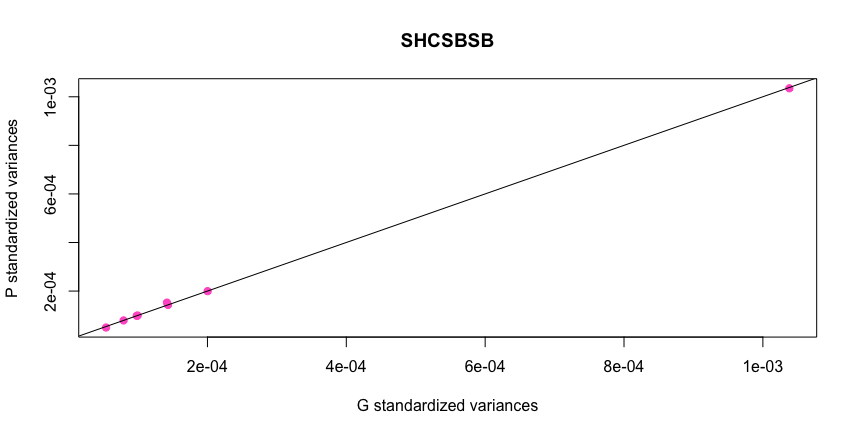 SHCSBSB
P standardized variances
1e-03
6e-04
2e-04
2e-04 4e-04 6e-04 8e-04 1e-03
G standardized variances